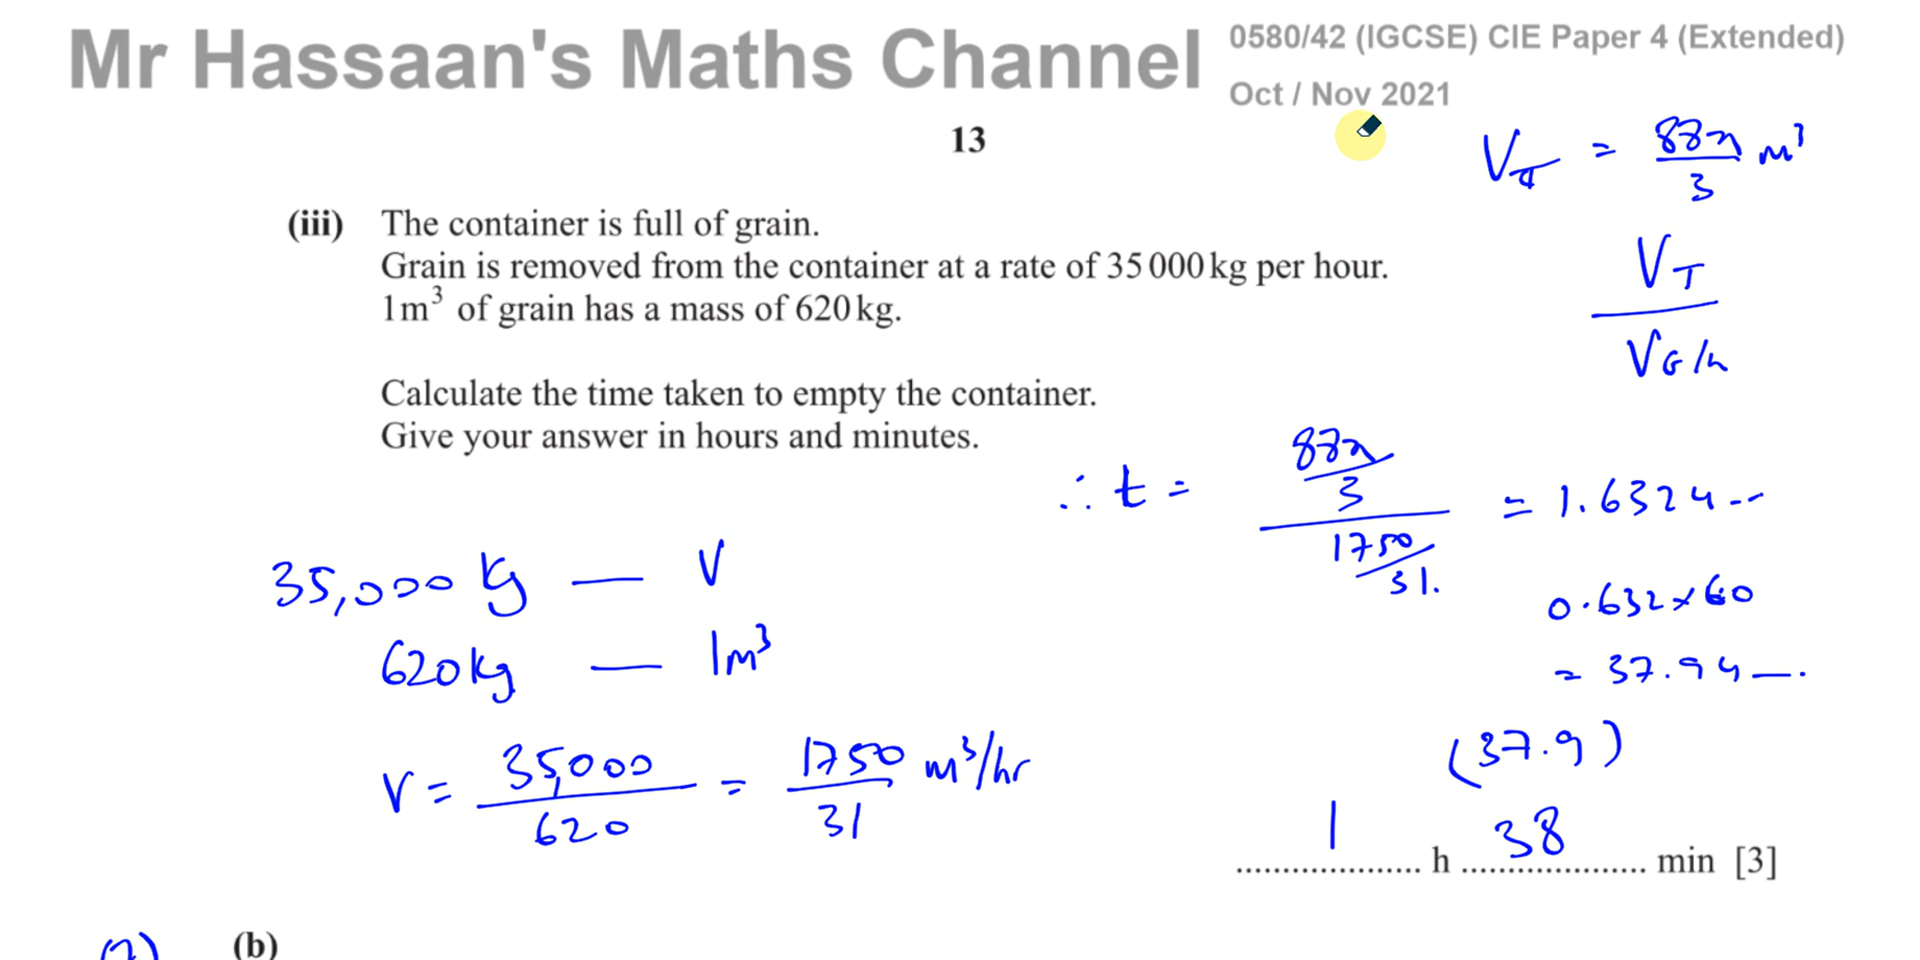 Mr Hassaan's Maths Channel
0580/42 (IGCSE) CIE Paper 4 (Extended)
Oct / Nov 2021
13
V_T = 88π/3 m³
(iii) The container is full of grain.
Grain is removed from the container at a rate of 35 000 kg per hour.
1 m³ of grain has a mass of 620 kg.
V_T / V_G/h
Calculate the time taken to empty the container.
Give your answer in hours and minutes.
∴ t = (88π/3) / (1750/31.) = 1.6324--
35,000 kg — V
0.632 x 60
620 kg — 1m³
= 37.94—.
V = 35,000/620 = 1750/31 m³/hr
(37.9)
1 h 38 min [3]
(b)